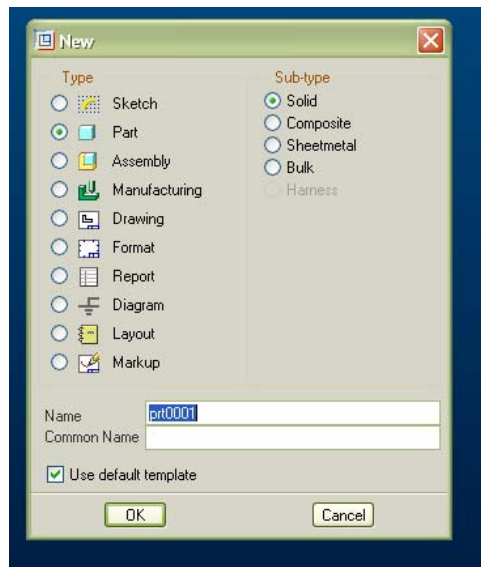 New
Type
Sub-type
Sketch
Solid
Part
Composite
Assembly
Sheetmetal
Manufacturing
Bulk
Drawing
Harness
Format
Report
Diagram
Layout
Markup
Name prt0001
Common Name
Use default template
OK Cancel